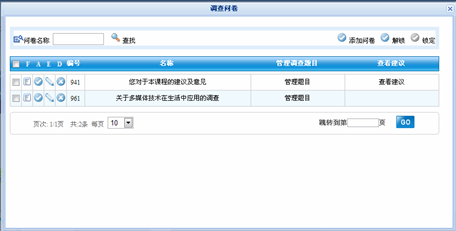 调查问卷
问卷名称 查找 添加问卷 解锁 锁定
F A E D 编号 名称 管理调查题目 查看建议
941 您对于本课程的建议及意见 管理题目 查看建议
961 关于多媒体技术在生活中应用的调查 管理题目
页次: 1/1页 共:2条 每页 10 跳转到第 页 GO